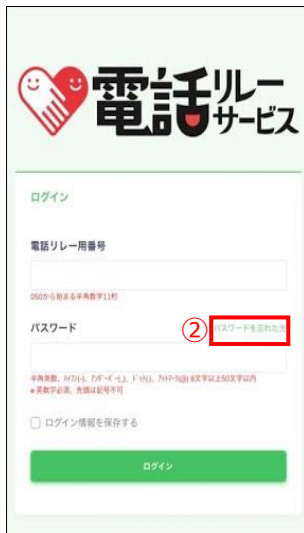 電話リレー
サービス
ログイン
電話リレー用番号
050から始まる半角数字11桁
パスワード
② パスワードを忘れた方
半角英数、ﾊｲﾌﾝ(-)、ｱﾝﾀﾞｰﾊﾞｰ(_)、ﾄﾞｯﾄ(.)、ｱｯﾄﾏｰｸ(@) 8文字以上50文字以内
※英数字必須、先頭は記号不可
ログイン情報を保存する
ログイン